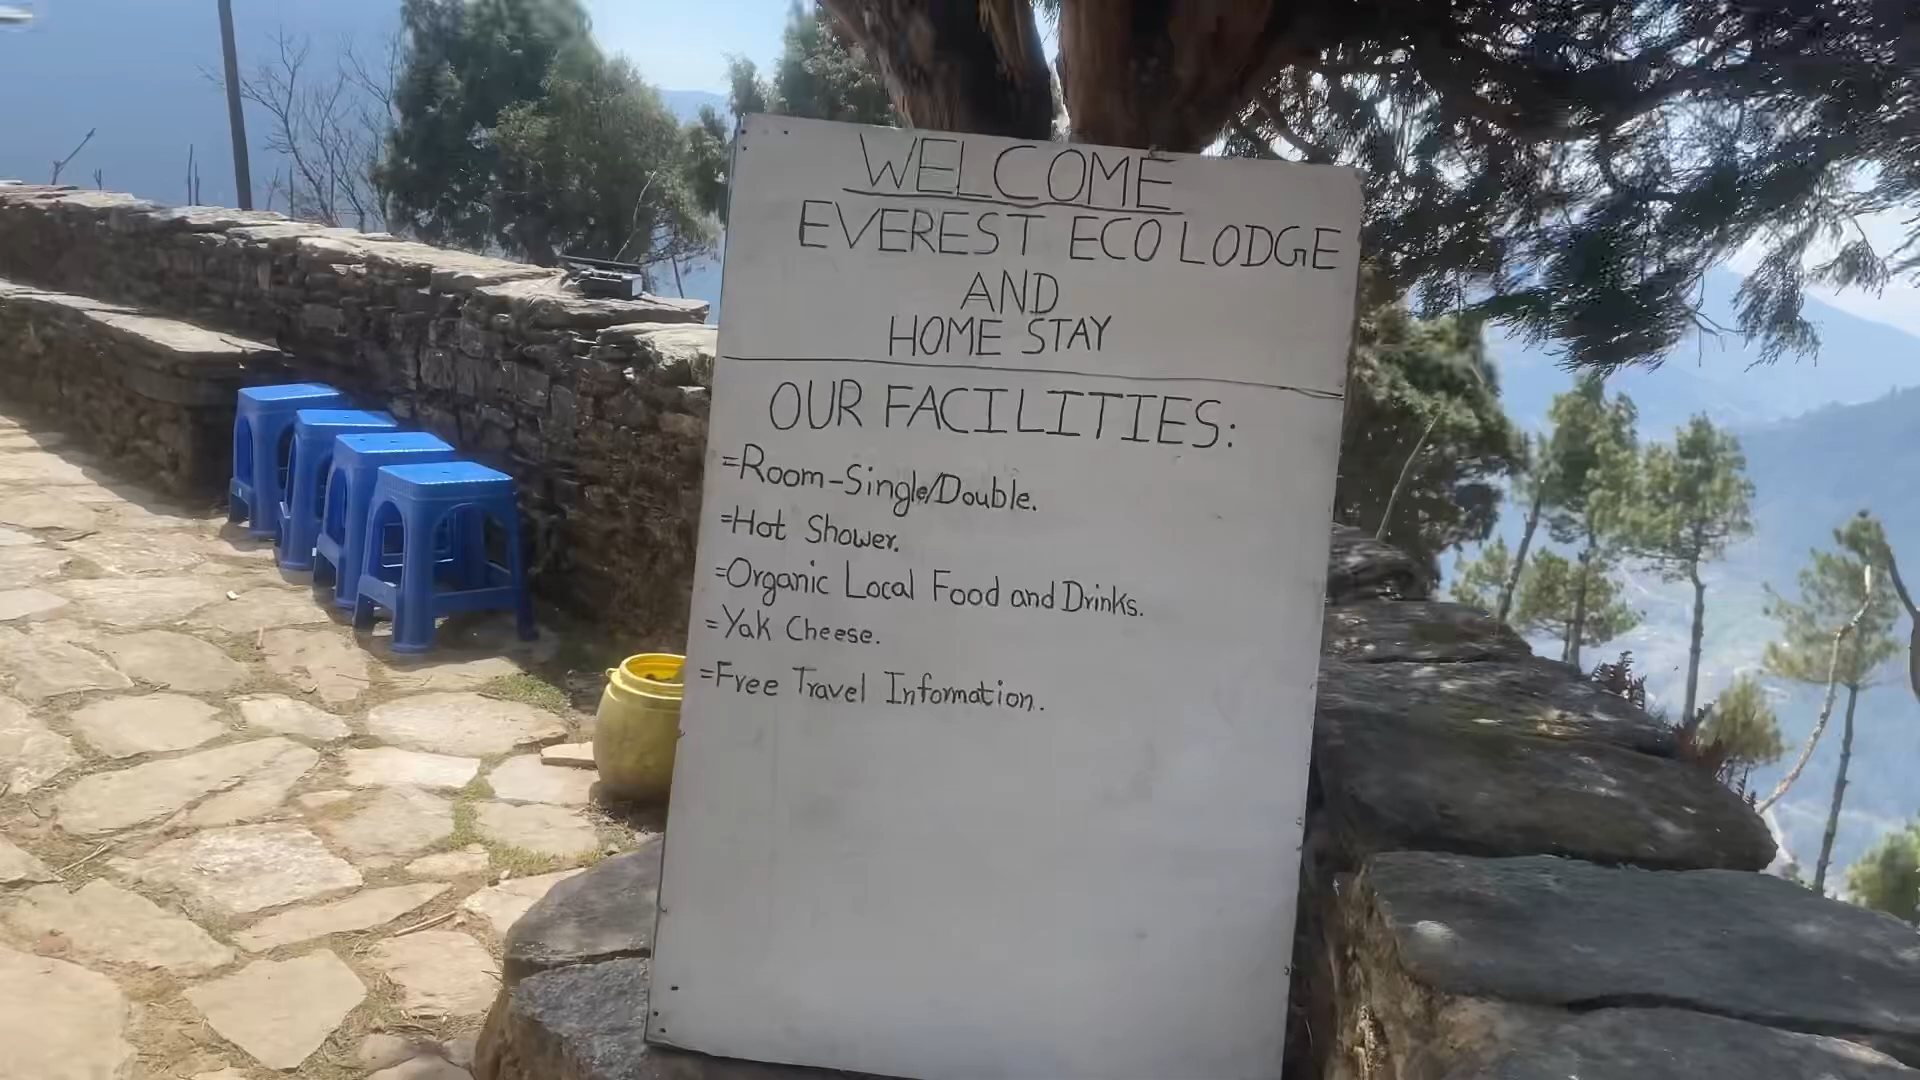 WELCOME
EVEREST ECO LODGE
AND
HOME STAY
OUR FACILITIES:
=Room-Single/Double.
=Hot Shower.
=Organic Local Food and Drinks.
=Yak Cheese.
=Free Travel Information.